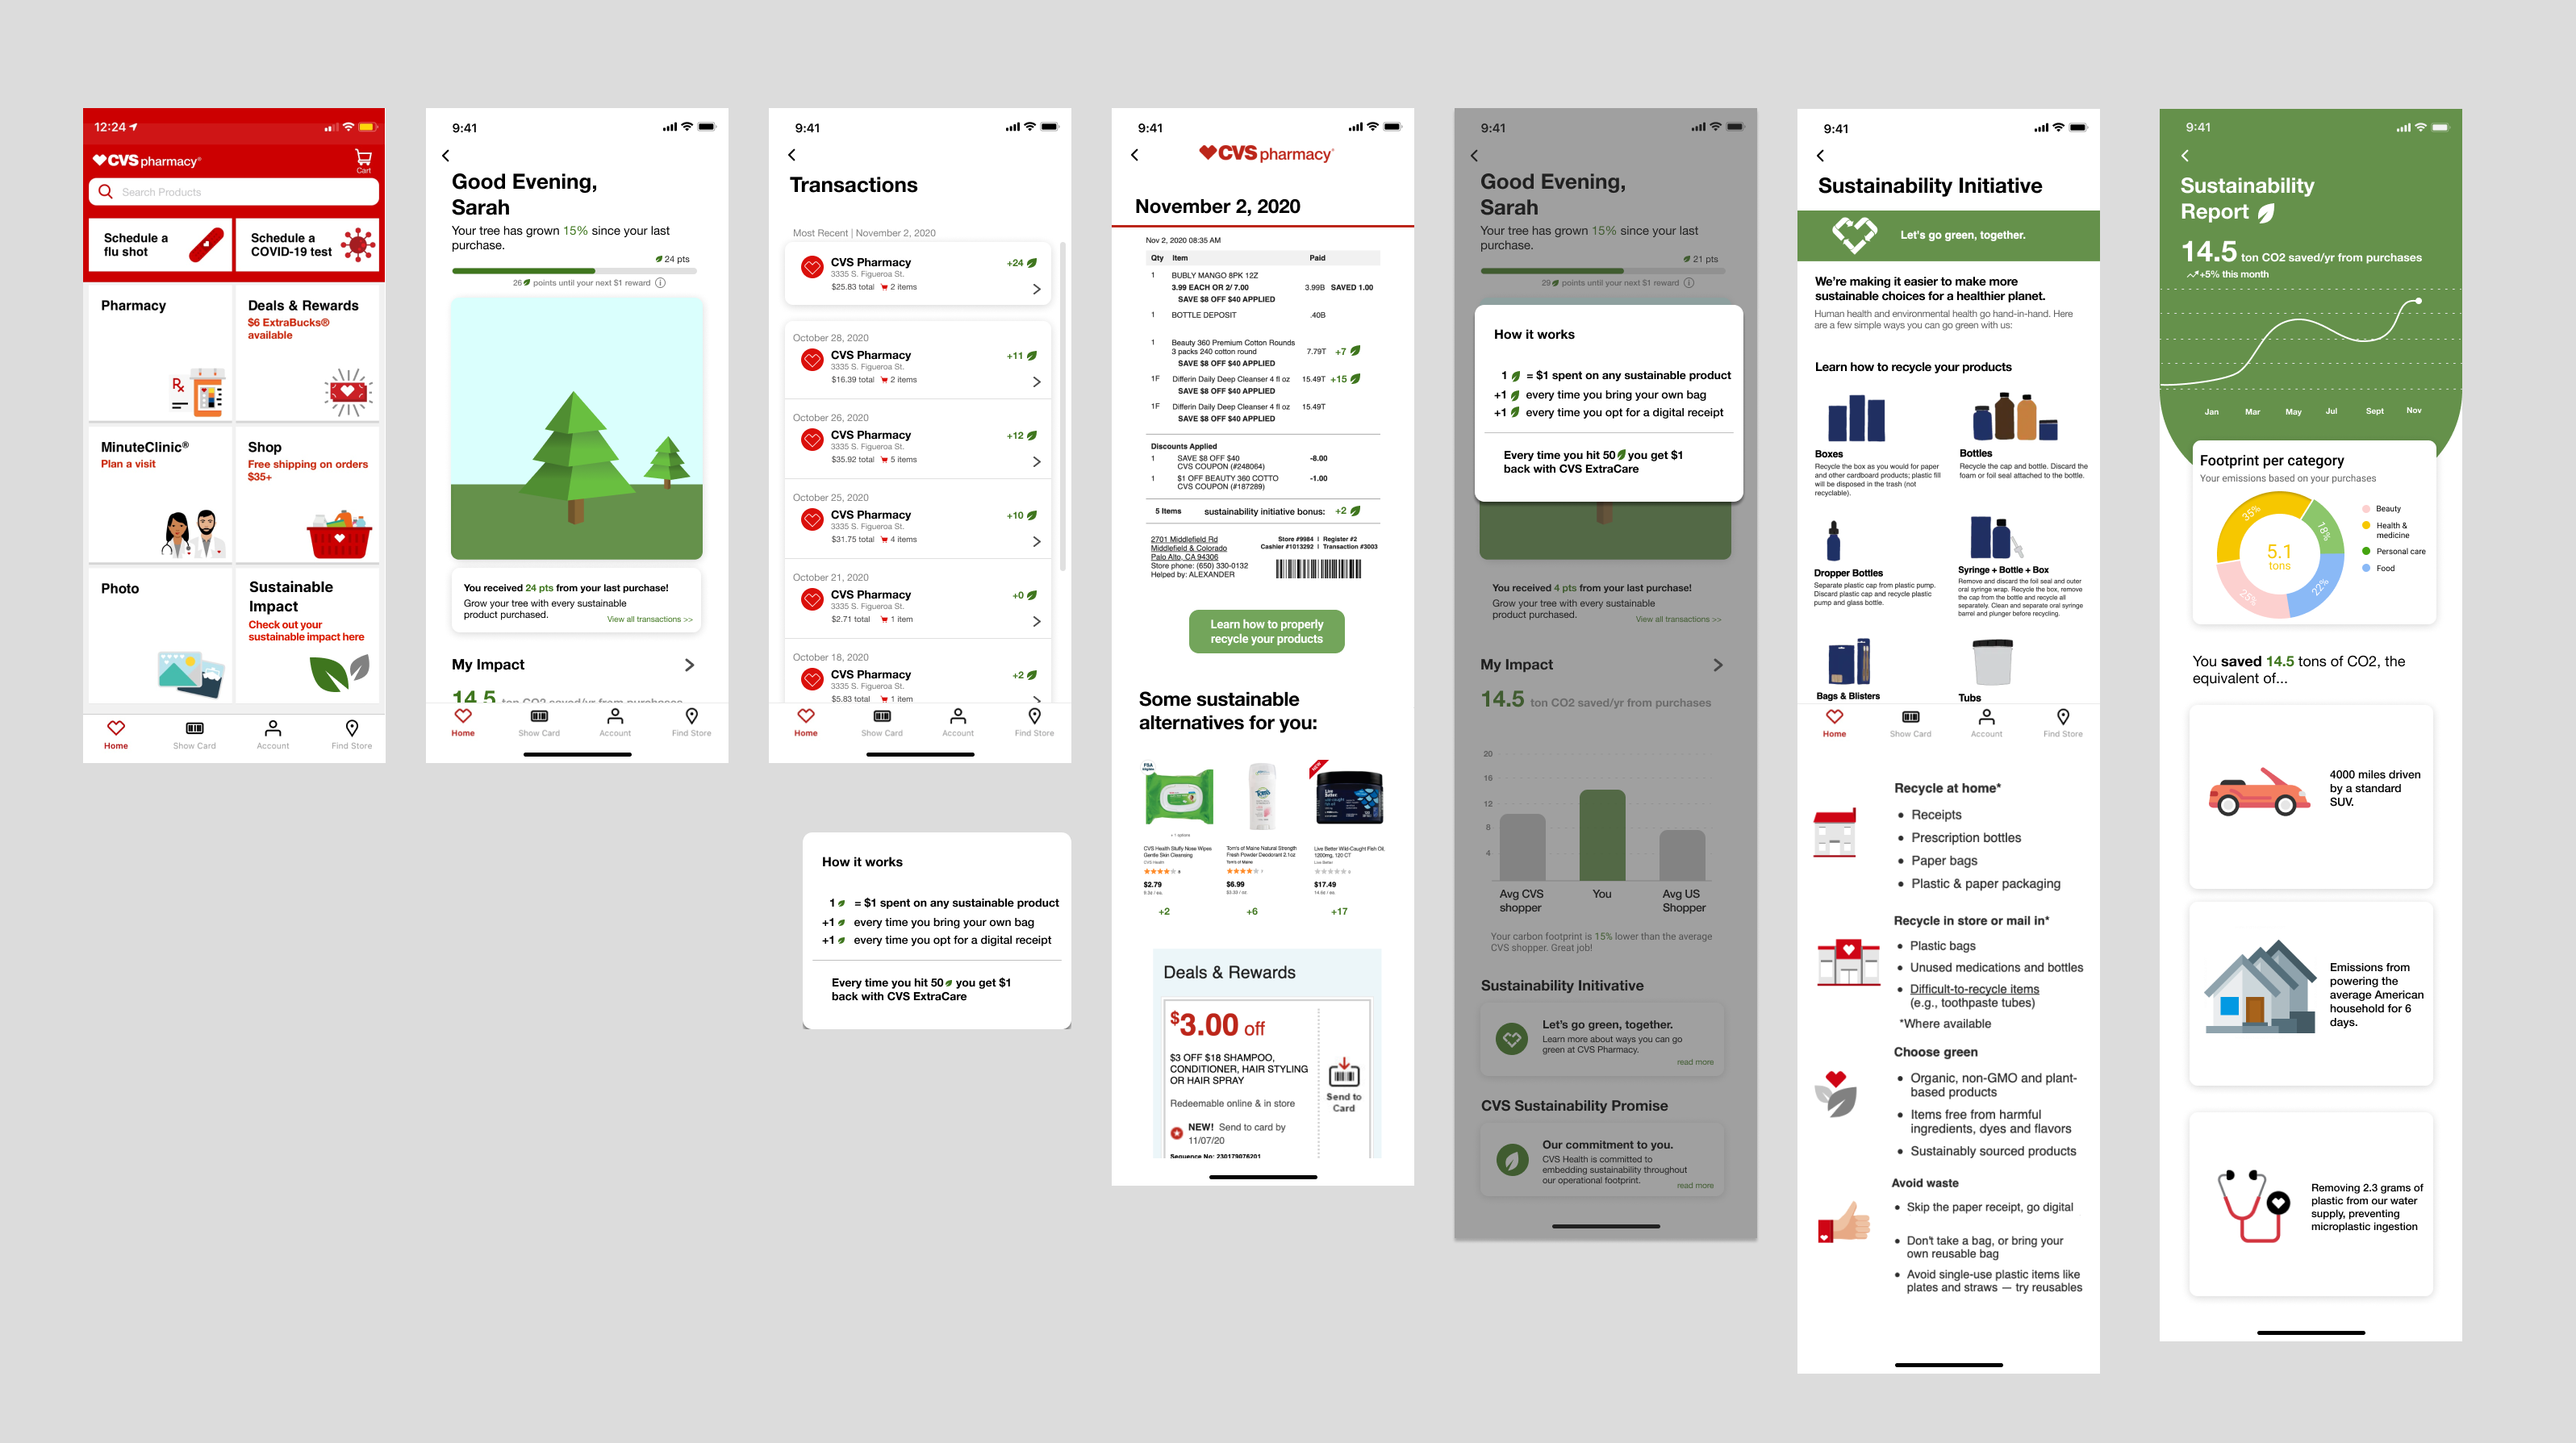 12:24
CVS pharmacy®
Cart
Search Products
Schedule a
flu shot
Schedule a
COVID-19 test
Pharmacy
Deals & Rewards
$6 ExtraBucks®
available
MinuteClinic®
Plan a visit
Shop
Free shipping on orders
$35+
Photo
Sustainable
Impact
Check out your
sustainable impact here
Home
Show Card
Account
Find Store
9:41
Good Evening,
Sarah
Your tree has grown 15% since your last
purchase.
24 pts
26 points until your next $1 reward
You received 24 pts from your last purchase!
Grow your tree with every sustainable
product purchased.
View all transactions >>
My Impact
14.5 ton CO2 saved/yr from purchases
Home
Show Card
Account
Find Store
9:41
Transactions
Most Recent | November 2, 2020
CVS Pharmacy
+24
3335 S. Figueroa St.
$25.83 total 2 items
October 28, 2020
CVS Pharmacy
+11
3335 S. Figueroa St.
$16.39 total 2 items
October 26, 2020
CVS Pharmacy
+12
3335 S. Figueroa St.
$35.92 total 5 items
October 25, 2020
CVS Pharmacy
+10
3335 S. Figueroa St.
$31.75 total 4 items
October 21, 2020
CVS Pharmacy
+0
3335 S. Figueroa St.
$2.71 total 1 item
October 18, 2020
CVS Pharmacy
+2
3335 S. Figueroa St.
$5.83 total 1 item
Home
Show Card
Account
Find Store
How it works
1 = $1 spent on any sustainable product
+1 every time you bring your own bag
+1 every time you opt for a digital receipt
Every time you hit 50 you get $1
back with CVS ExtraCare
9:41
CVS pharmacy®
November 2, 2020
Nov 2, 2020 08:35 AM
Qty Item Paid
1 BUBLY MANGO 8PK 12Z
3.99 EACH OR 2/ 7.00 3.99B SAVED 1.00
SAVE $8 OFF $40 APPLIED
1 BOTTLE DEPOSIT .40B
1 Beauty 360 Premium Cotton Rounds
3 packs 240 cotton round 7.79T +7
SAVE $8 OFF $40 APPLIED
1F Differin Daily Deep Cleanser 4 fl oz 15.49T +15
SAVE $8 OFF $40 APPLIED
1F Differin Daily Deep Cleanser 4 fl oz 15.49T
SAVE $8 OFF $40 APPLIED
Discounts Applied
1 SAVE $8 OFF $40 -8.00
CVS COUPON (#248064)
1 $1 OFF BEAUTY 360 COTTO -1.00
CVS COUPON (#187289)
5 Items sustainability initiative bonus: +2
2701 Middlefield Rd
Middlefield & Colorado
Palo Alto, CA 94306
Store phone: (650) 330-0132
Helped by: ALEXANDER
Store #9984 | Register #2
Cashier #1013292 | Transaction #3003
Learn how to properly
recycle your products
Some sustainable
alternatives for you:
FSA
CVS Health Stuffy Nose Wipes
Gentle Skin Cleansing
CVS Health
$2.79
+2
Tom's of Maine Natural Strength
Fresh Powder Deodorant 2.1oz
Tom's of Maine
$6.99
+6
Live Better Wild-Caught Fish Oil,
1200mg, 120 CT
Live Better
$17.49
+17
Deals & Rewards
$3.00 off
$3 OFF $18 SHAMPOO,
CONDITIONER, HAIR STYLING
OR HAIR SPRAY
Redeemable online & in store
NEW! Send to card by
11/07/20
Sequence No: 230179076201
Send to
Card
9:41
Good Evening,
Sarah
Your tree has grown 15% since your last
purchase.
21 pts
29 points until your next $1 reward
How it works
1 = $1 spent on any sustainable product
+1 every time you bring your own bag
+1 every time you opt for a digital receipt
Every time you hit 50 you get $1
back with CVS ExtraCare
You received 4 pts from your last purchase!
Grow your tree with every sustainable
product purchased.
View all transactions >>
My Impact
14.5 ton CO2 saved/yr from purchases
20
16
12
8
4
Avg CVS
shopper
You
Avg US
Shopper
Your carbon footprint is 15% lower than the average
CVS shopper. Great job!
Sustainability Initivative
Let's go green, together.
Learn more about ways you can go
green at CVS Pharmacy.
read more
CVS Sustainability Promise
Our commitment to you.
CVS Health is committed to
embedding sustainability throughout
our operational footprint.
read more
9:41
Sustainability Initiative
Let's go green, together.
We're making it easier to make more
sustainable choices for a healthier planet.
Human health and environmental health go hand-in-hand. Here
are a few simple ways you can go green with us:
Learn how to recycle your products
Boxes
Recycle the box as you would for paper
and other cardboard products; plastic fill
will be disposed in the trash (not
recyclable).
Bottles
Recycle the cap and bottle. Discard the
foam or foil seal attached to the bottle.
Dropper Bottles
Separate plastic cap from plastic pump.
Discard plastic cap and recycle plastic
pump and glass bottle.
Syringe + Bottle + Box
Remove and discard the foil seal and outer
oral syringe wrap. Recycle the box, remove
the cap from the bottle and recycle all
separately. Clean and separate oral syringe
barrel and plunger before recycling.
Bags & Blisters
Tubs
Home
Show Card
Account
Find Store
Recycle at home*
• Receipts
• Prescription bottles
• Paper bags
• Plastic & paper packaging
Recycle in store or mail in*
• Plastic bags
• Unused medications and bottles
• Difficult-to-recycle items
(e.g., toothpaste tubes)
*Where available
Choose green
• Organic, non-GMO and plant-
based products
• Items free from harmful
ingredients, dyes and flavors
• Sustainably sourced products
Avoid waste
• Skip the paper receipt, go digital
• Don't take a bag, or bring your
own reusable bag
• Avoid single-use plastic items like
plates and straws — try reusables
9:41
Sustainability
Report
14.5 ton CO2 saved/yr from purchases
+5% this month
Jan Mar May Jul Sept Nov
Footprint per category
Your emissions based on your purchases
35%
18%
22%
25%
5.1
tons
Beauty
Health &
medicine
Personal care
Food
You saved 14.5 tons of CO2, the
equivalent of...
4000 miles driven
by a standard
SUV.
Emissions from
powering the
average American
household for 6
days.
Removing 2.3 grams of
plastic from our water
supply, preventing
microplastic ingestion